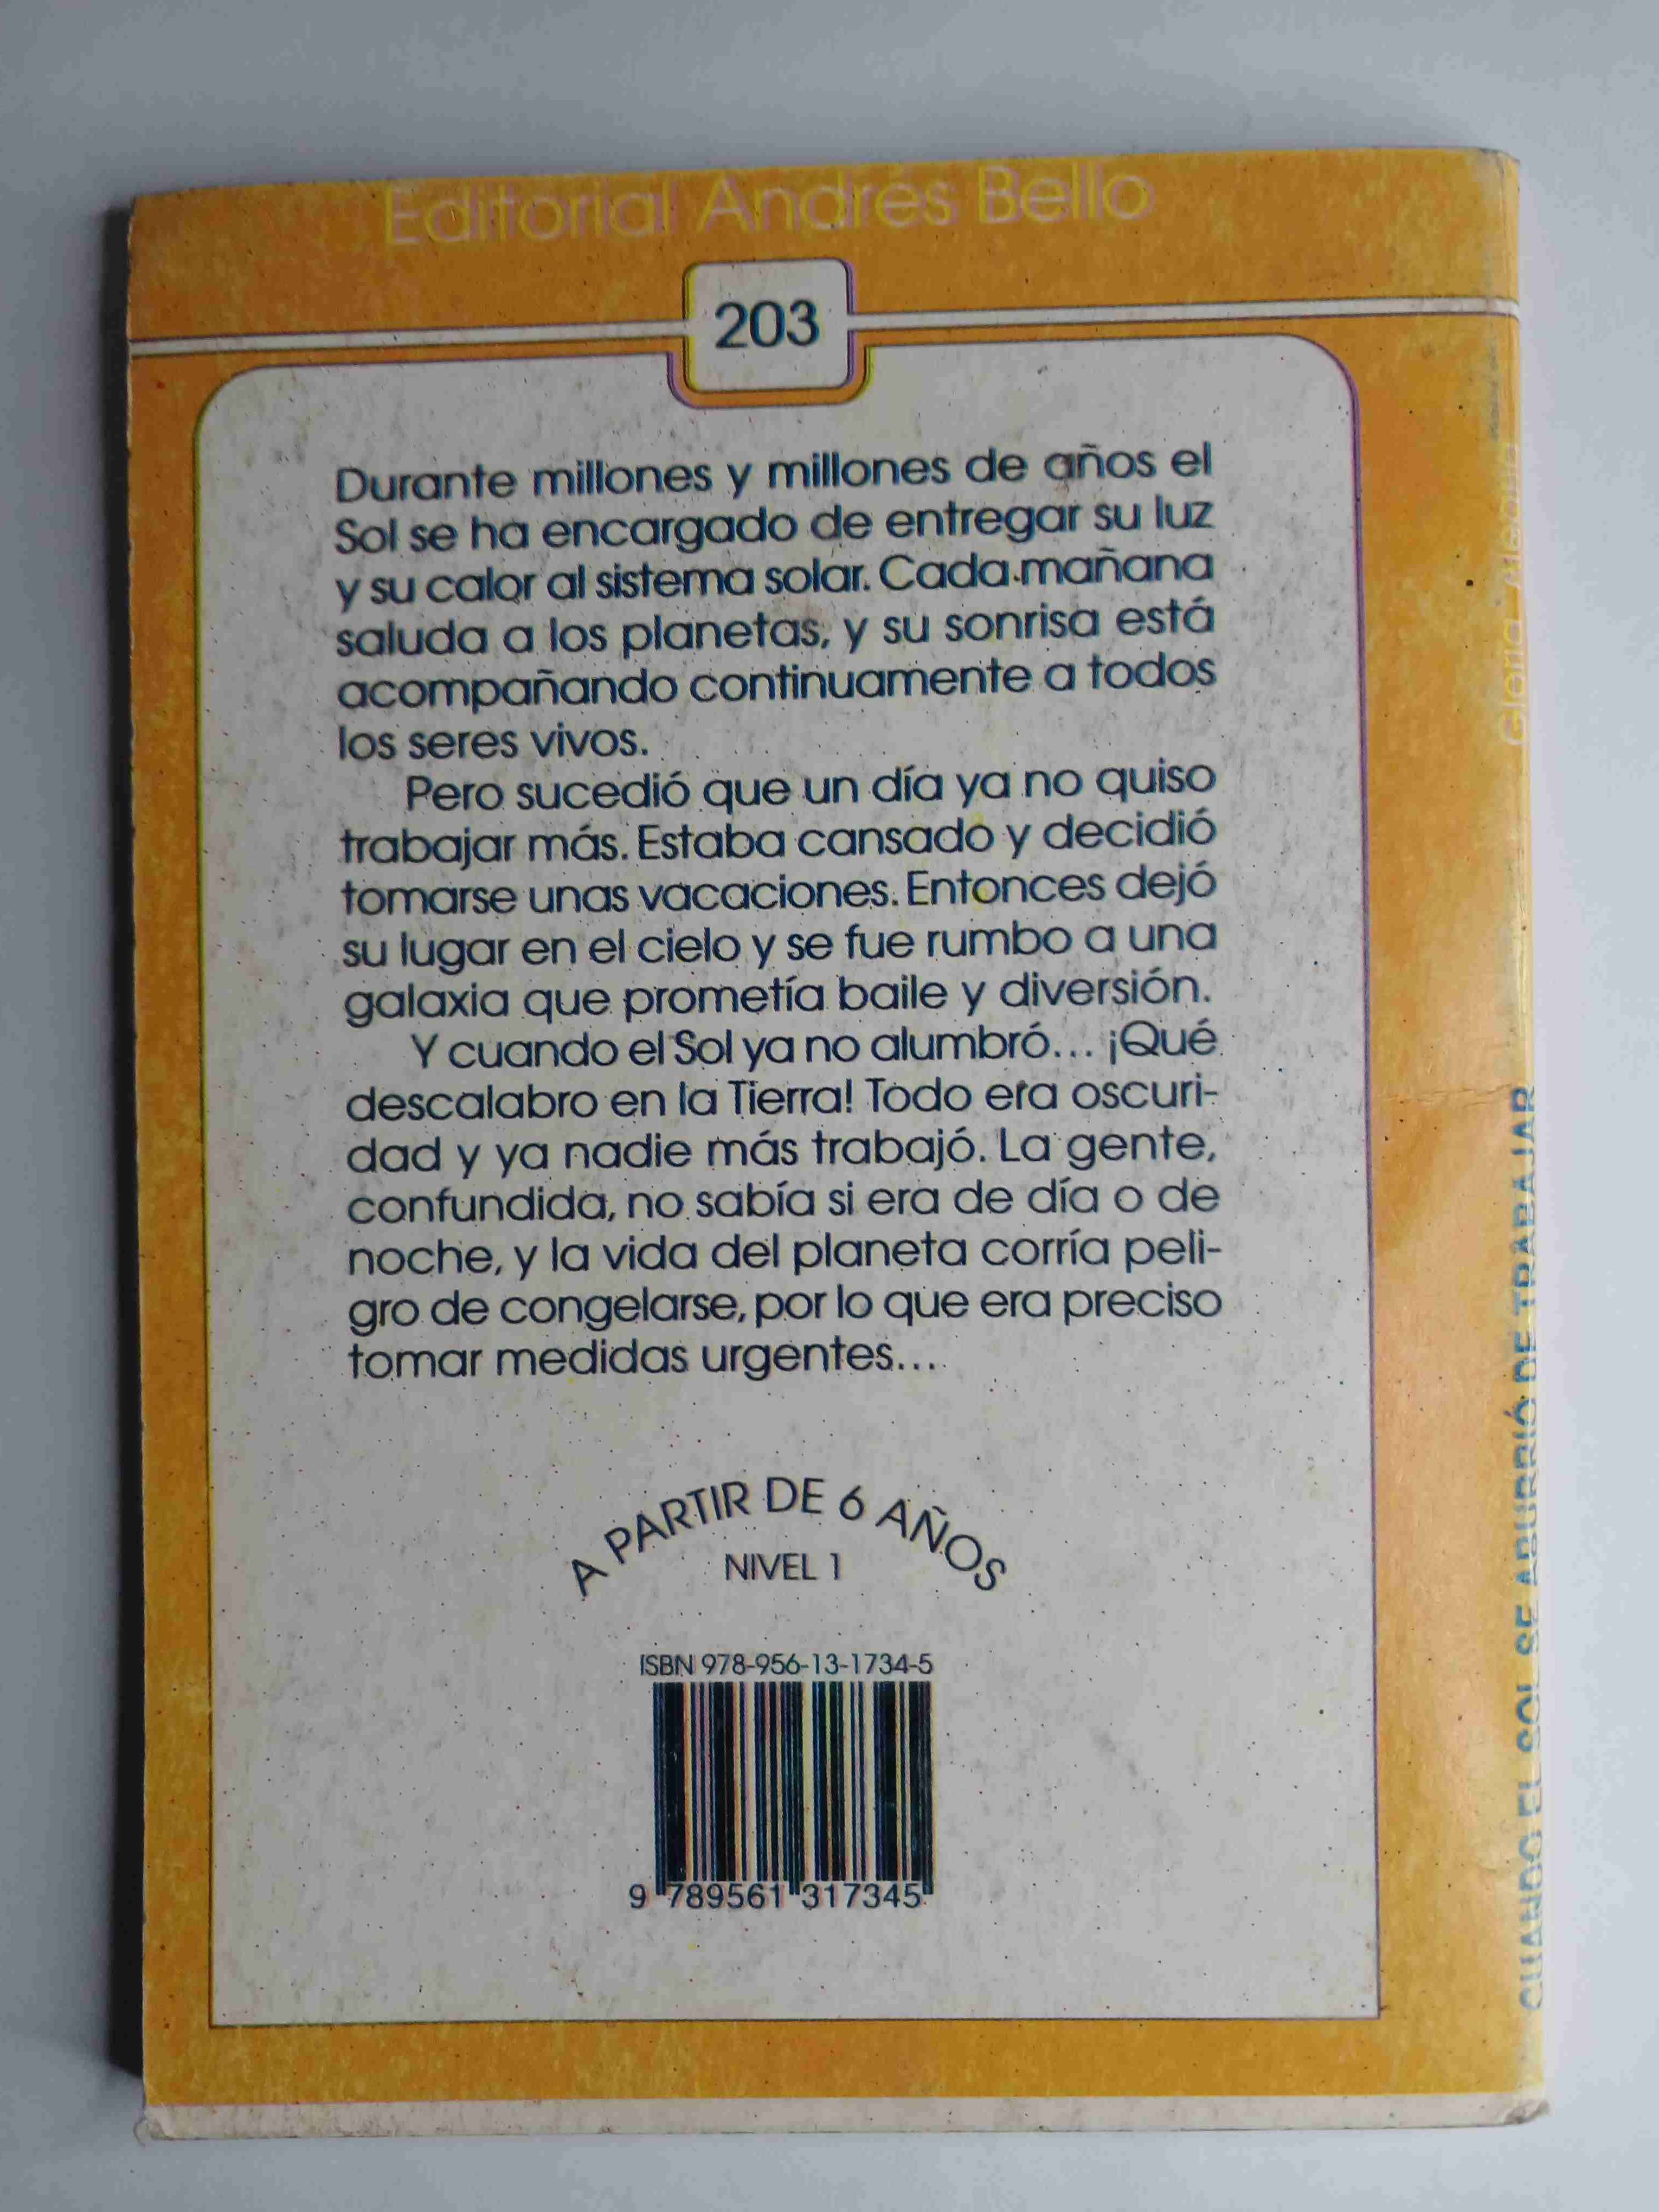 Editorial Andrés Bello
203
Durante millones y millones de años el
Sol se ha encargado de entregar su luz
y su calor al sistema solar. Cada mañana
saluda a los planetas, y su sonrisa está
acompañando continuamente a todos
los seres vivos.
Pero sucedió que un día ya no quiso
trabajar más. Estaba cansado y decidió
tomarse unas vacaciones. Entonces dejó
su lugar en el cielo y se fue rumbo a una
galaxia que prometía baile y diversión.
Y cuando el Sol ya no alumbró... ¡Qué
descalabro en la Tierra! Todo era oscuri-
dad y ya nadie más trabajó. La gente,
confundida, no sabía si era de día o de
noche, y la vida del planeta corría peli-
gro de congelarse, por lo que era preciso
tomar medidas urgentes...
A PARTIR DE 6 AÑOS
NIVEL 1
ISBN 978-956-13-1734-5
9 789561 317345
CUANDO EL SOL SE ABURRIÓ DE TRABAJAR
Gloria Alegría